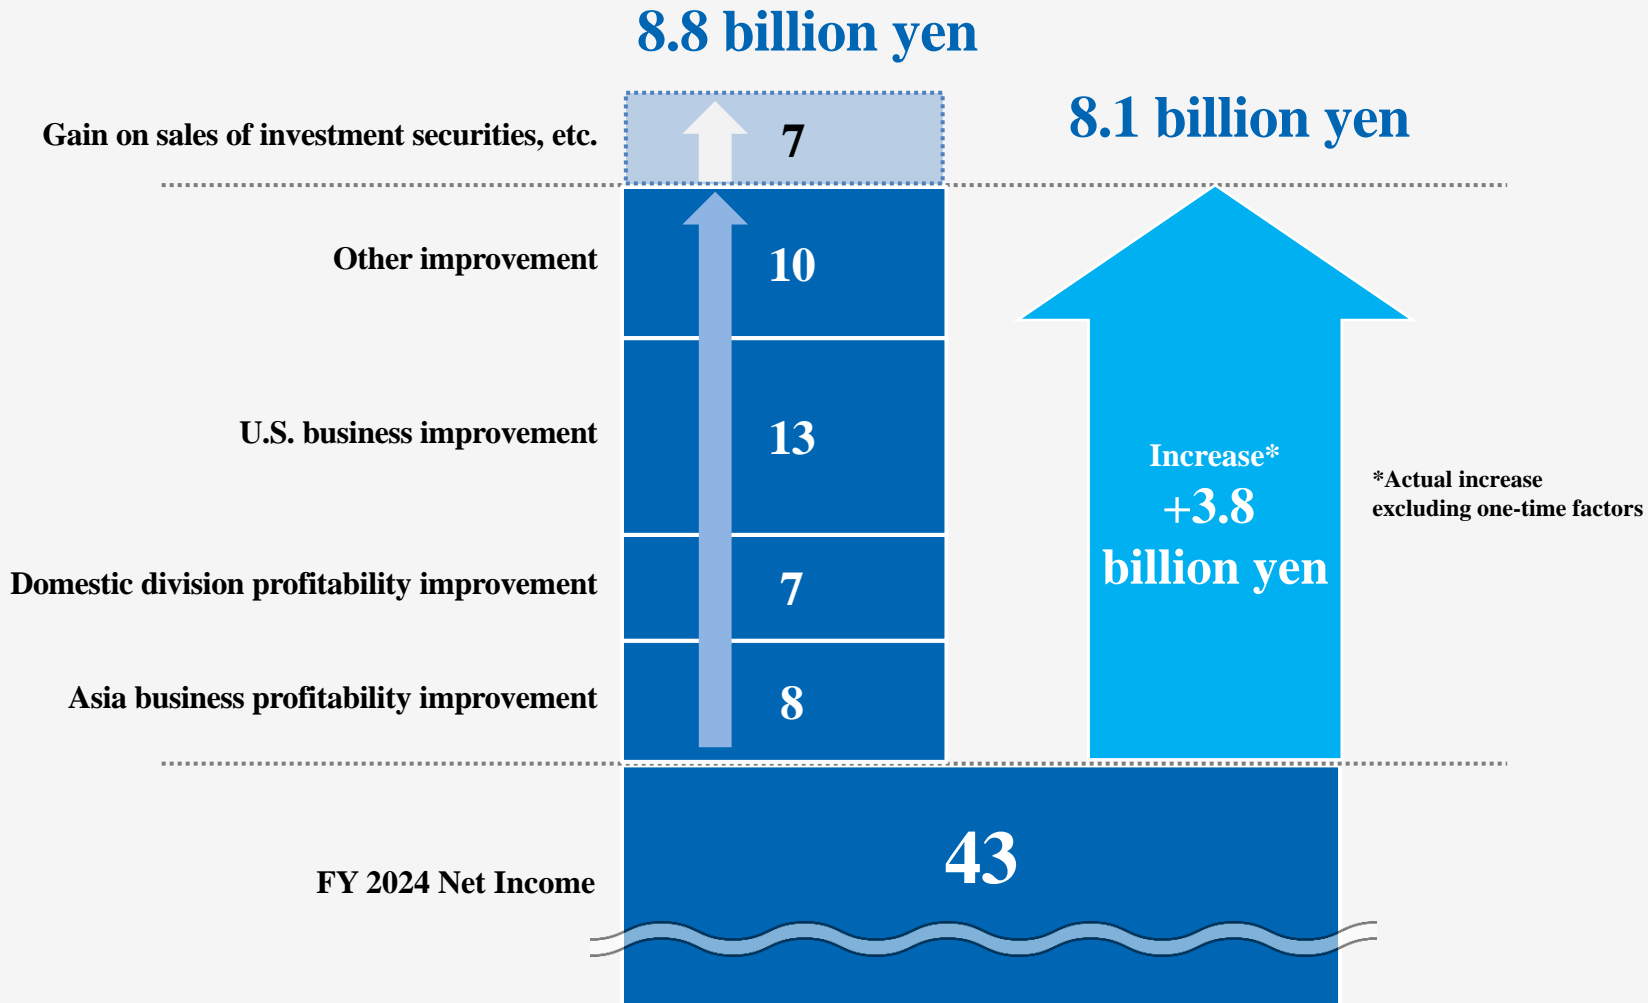 8.8 billion yen
8.1 billion yen
Gain on sales of investment securities, etc.
7
Other improvement
10
U.S. business improvement
13
Domestic division profitability improvement
7
Asia business profitability improvement
8
Increase*
+3.8
billion yen
*Actual increase
excluding one-time factors
FY 2024 Net Income
43